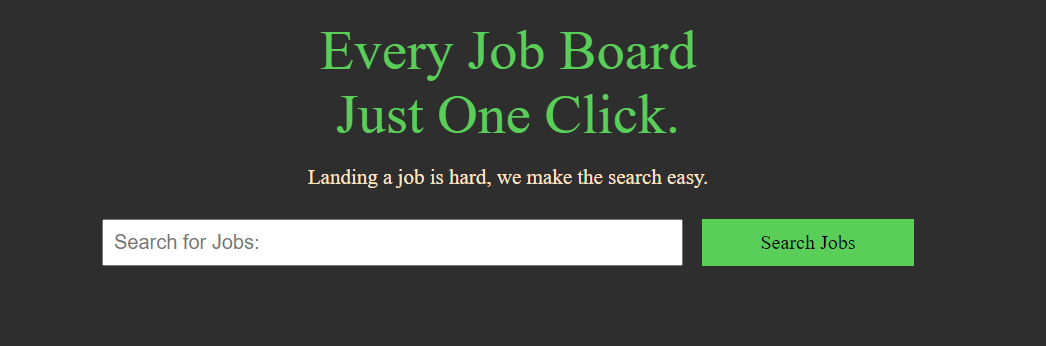 Every Job Board
Just One Click.
Landing a job is hard, we make the search easy.
Search for Jobs:
Search Jobs